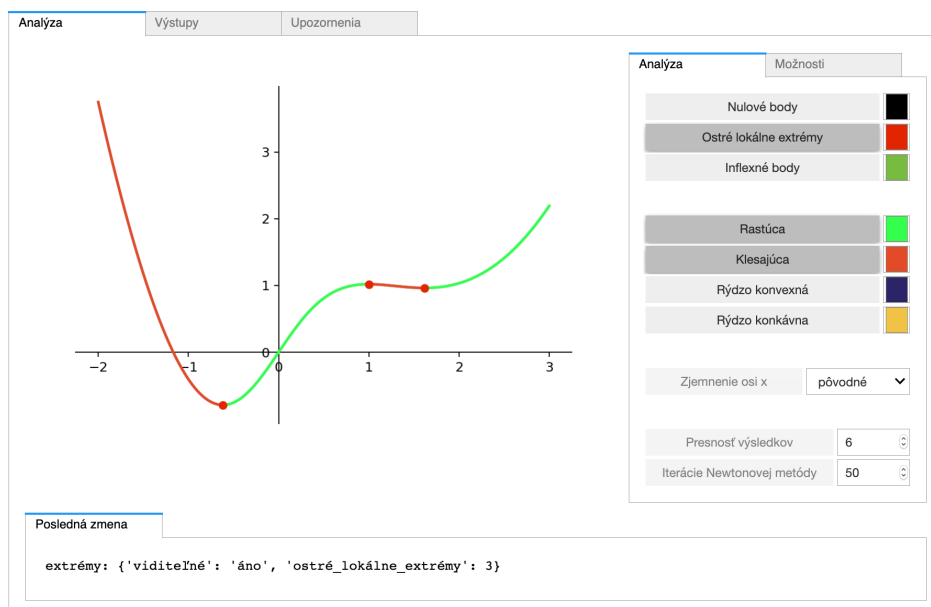 Analýza
Výstupy
Upozornenia
Analýza
Možnosti
Nulové body
Ostré lokálne extrémy
Inflexné body
Rastúca
Klesajúca
Rýdzo konvexná
Rýdzo konkávna
Zjemnenie osi x
pôvodné
Presnosť výsledkov
6
Iterácie Newtonovej metódy
50
3
2
1
0
−2
−1
0
1
2
3
Posledná zmena
extrémy: {'viditeľné': 'áno', 'ostré_lokálne_extrémy': 3}